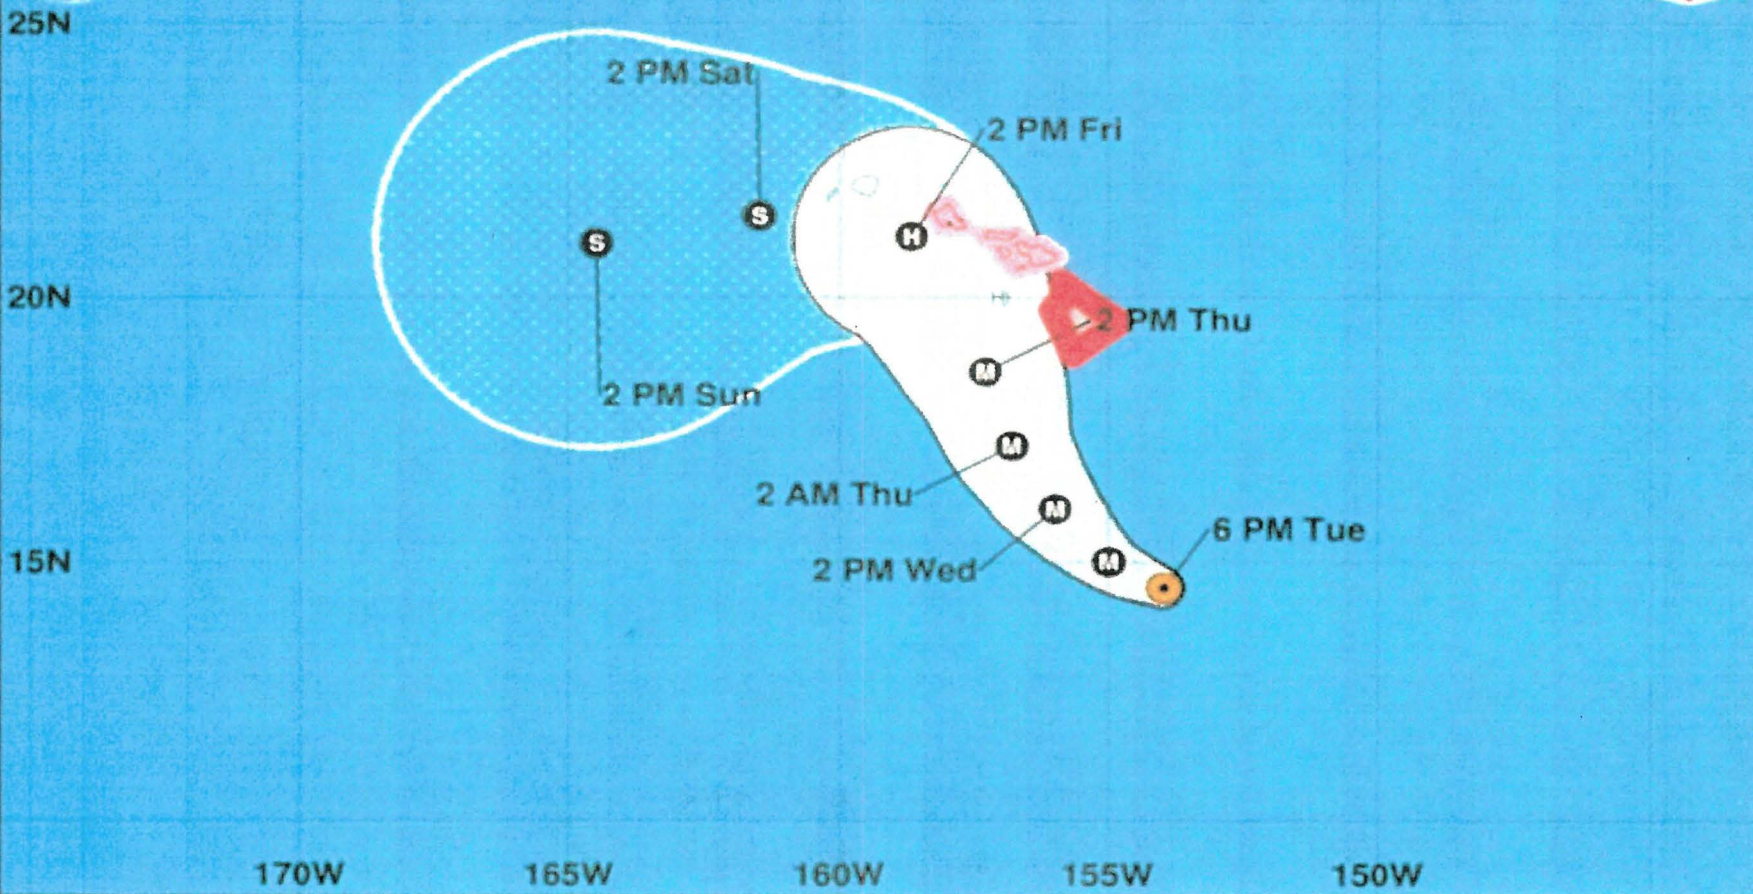 25N
2 PM Sat
2 PM Fri
S
S
H
20N
2 PM Thu
M
2 PM Sun
M
2 AM Thu
M
6 PM Tue
15N
2 PM Wed
M
170W
165W
160W
155W
150W